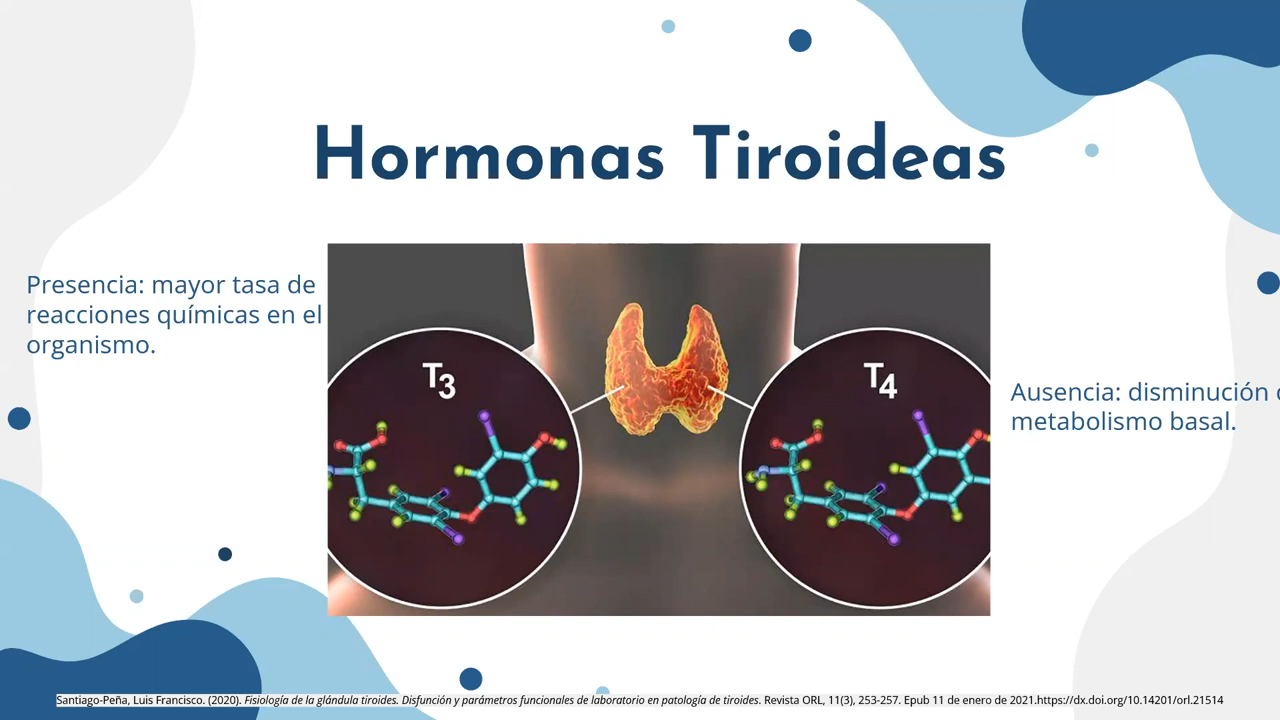 Hormonas Tiroideas
Presencia: mayor tasa de
reacciones químicas en el
organismo.
T3
T4
Ausencia: disminución
metabolismo basal.
Santiago-Peña, Luis Francisco. (2020). Fisiología de la glándula tiroides. Disfunción y parámetros funcionales de laboratorio en patología de tiroides. Revista ORL, 11(3), 253-257. Epub 11 de enero de 2021.https://dx.doi.org/10.14201/orl.21514